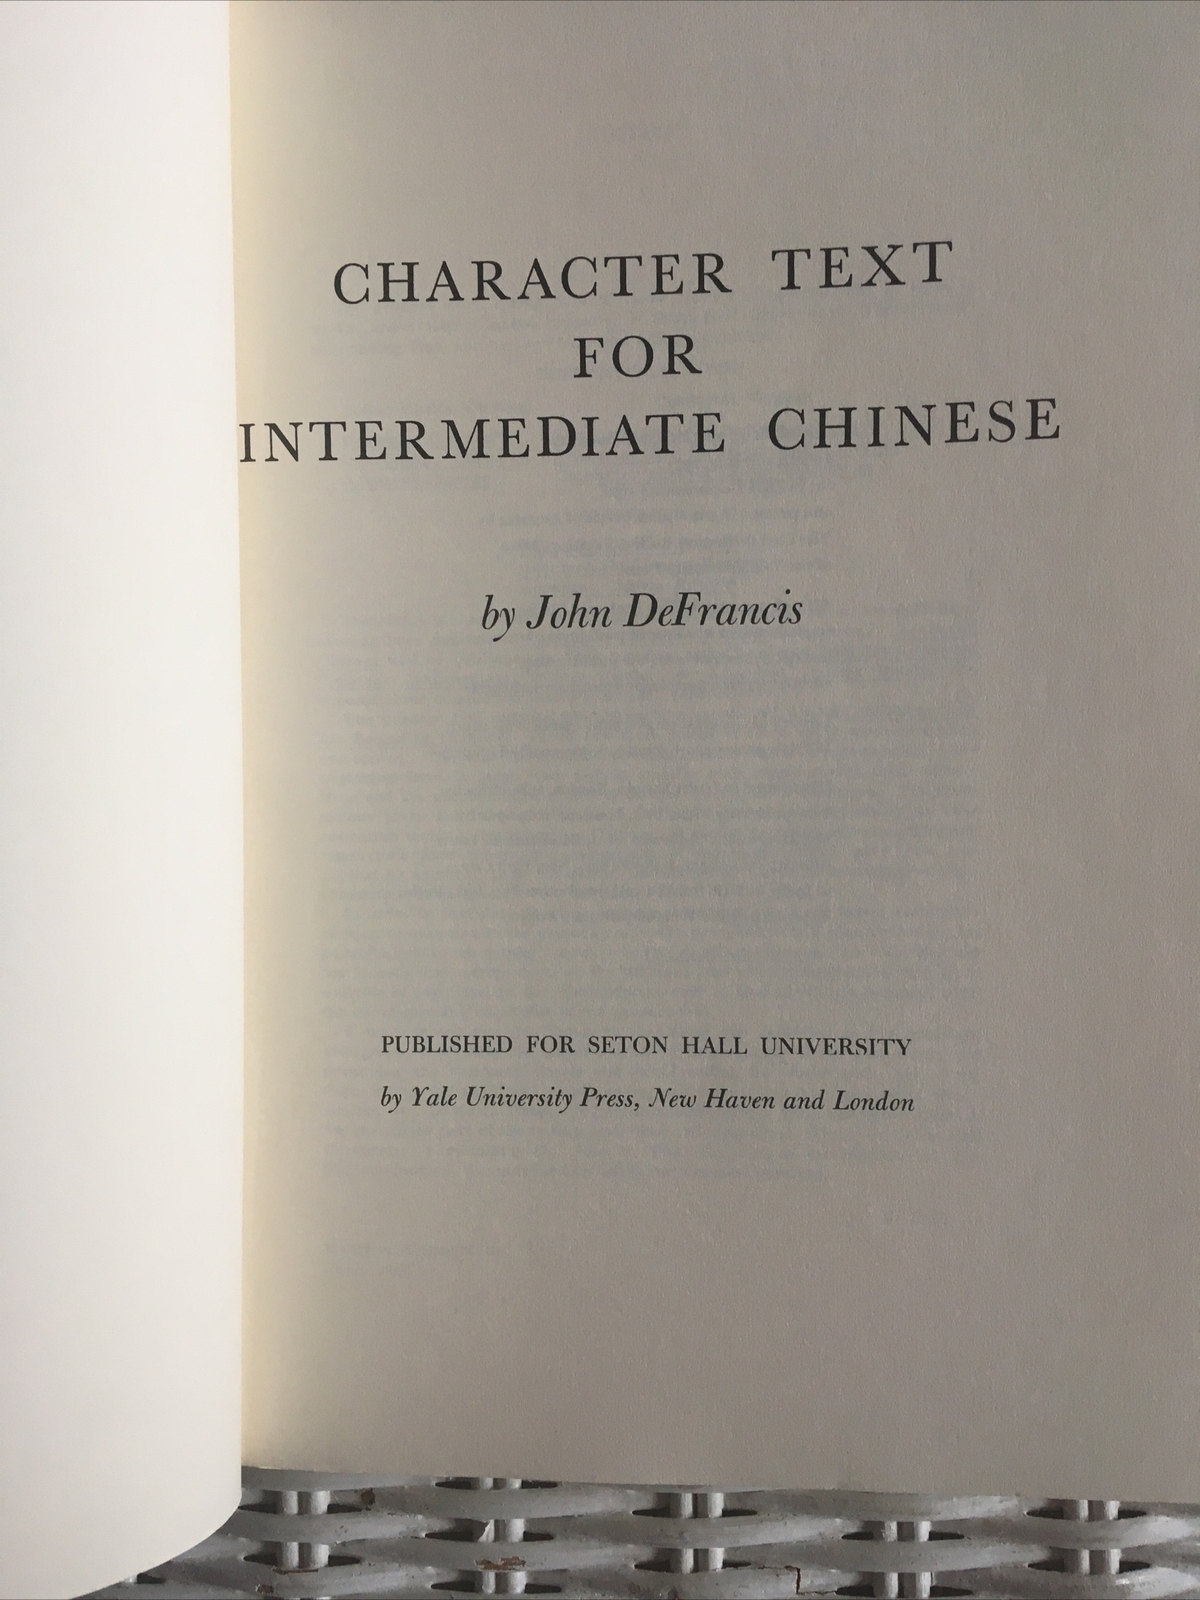 CHARACTER TEXT
FOR
INTERMEDIATE CHINESE
by John DeFrancis
PUBLISHED FOR SETON HALL UNIVERSITY
by Yale University Press, New Haven and London